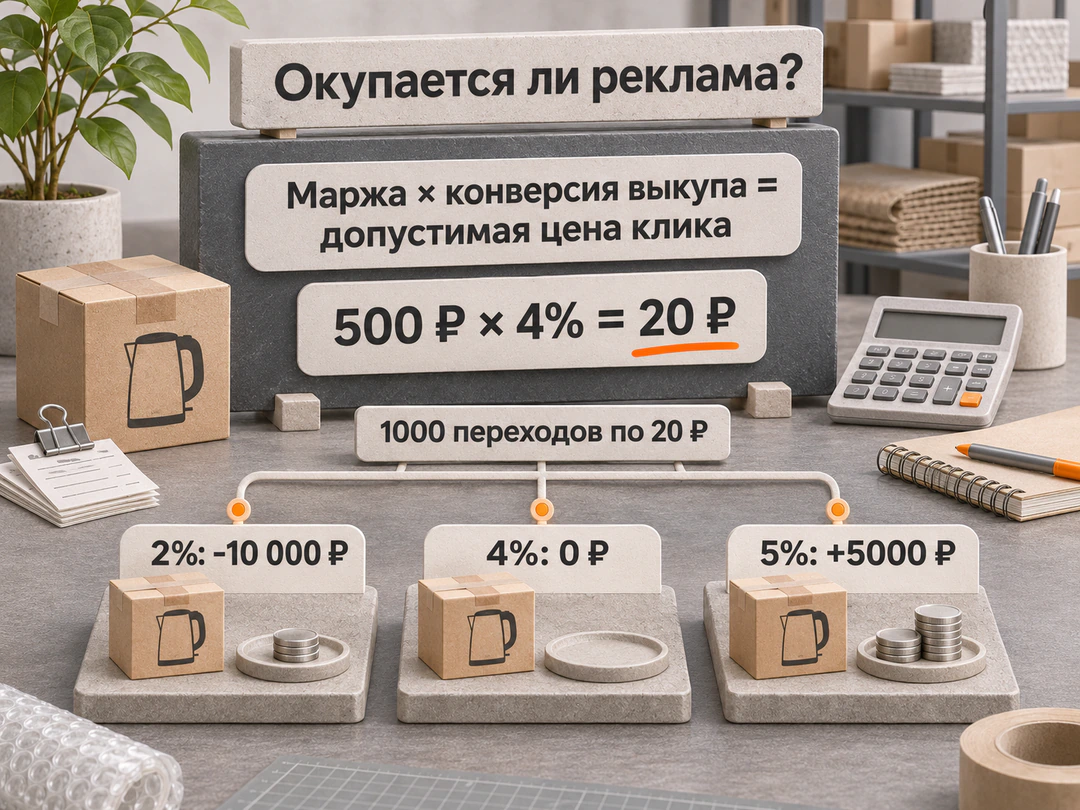 Окупается ли реклама?
Маржа × конверсия выкупа =
допустимая цена клика
500 ₽ × 4% = 20 ₽
1000 переходов по 20 ₽
2%: -10 000 ₽
4%: 0 ₽
5%: +5000 ₽